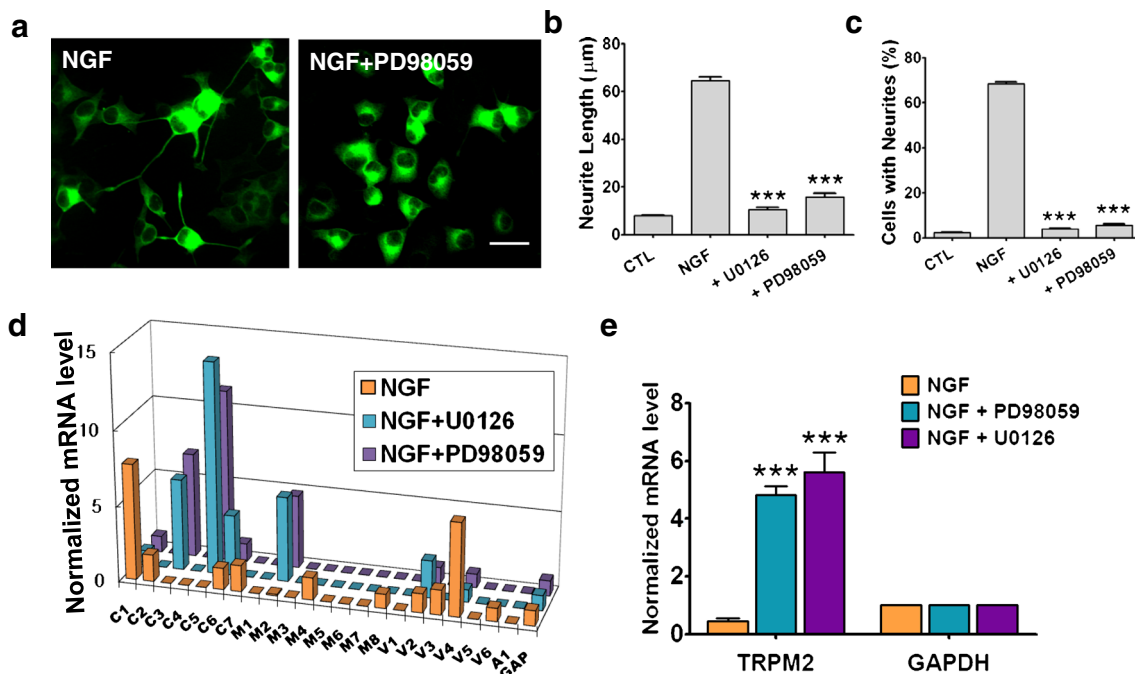 a
NGF
NGF+PD98059
b
Neurite Length (μm)
80
60
40
20
0
***
***
CTL
NGF
+ U0126
+ PD98059
c
Cells with Neurites (%)
80
60
40
20
0
***
***
CTL
NGF
+ U0126
+ PD98059
d
Normalized mRNA level
15
10
5
0
NGF
NGF+U0126
NGF+PD98059
C1
C2
C3
C4
C5
C6
C7
M1
M2
M3
M4
M5
M6
M7
M8
V1
V2
V3
V4
V5
V6
A1
GAP
e
Normalized mRNA level
8
6
4
2
0
NGF
NGF + PD98059
NGF + U0126
***
***
TRPM2
GAPDH